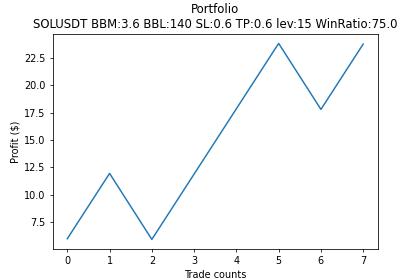 Portfolio
SOLUSDT BBM:3.6 BBL:140 SL:0.6 TP:0.6 lev:15 WinRatio:75.0
22.5
20.0
17.5
15.0
12.5
10.0
7.5
Profit ($)
0 1 2 3 4 5 6 7
Trade counts